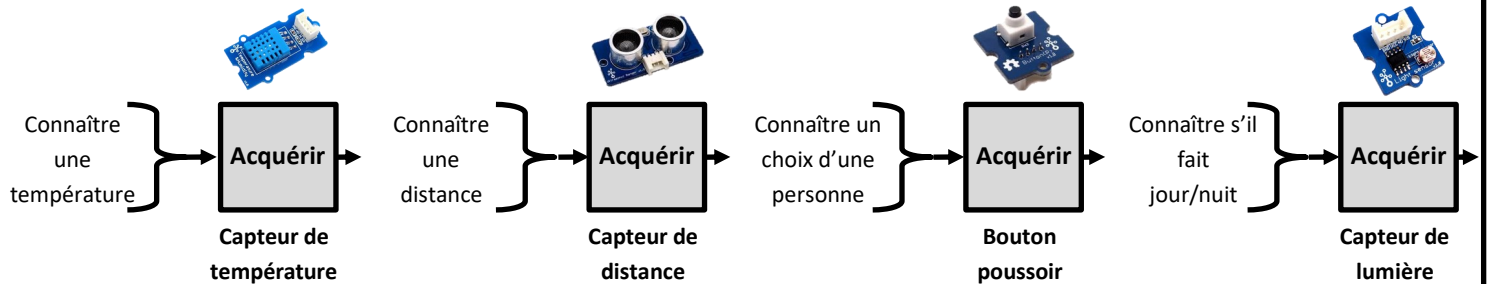 Connaître
une
température
Acquérir
Capteur de
température
Connaître
une
distance
Acquérir
Capteur de
distance
Connaître un
choix d'une
personne
Acquérir
Bouton
poussoir
Connaître s'il
fait
jour/nuit
Acquérir
Capteur de
lumière